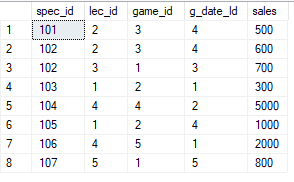 spec_id lec_id game_id g_date_Id sales
1 101 2 3 4 500
2 102 2 3 4 600
3 102 3 1 3 700
4 103 1 2 1 300
5 104 4 4 2 5000
6 105 1 2 4 1000
7 106 4 5 1 2000
8 107 5 1 5 800